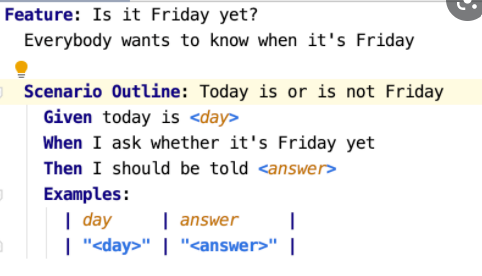 Feature: Is it Friday yet?
Everybody wants to know when it's Friday
Scenario Outline: Today is or is not Friday
Given today is <day>
When I ask whether it's Friday yet
Then I should be told <answer>
Examples:
| day | answer |
| "<day>" | "<answer>" |